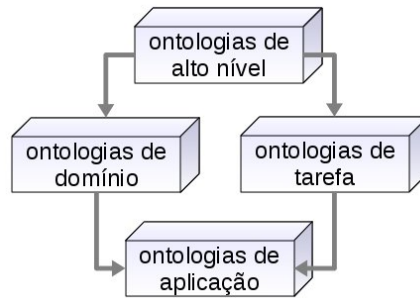 ontologias de
alto nível
ontologias de
domínio
ontologias de
tarefa
ontologias de
aplicação